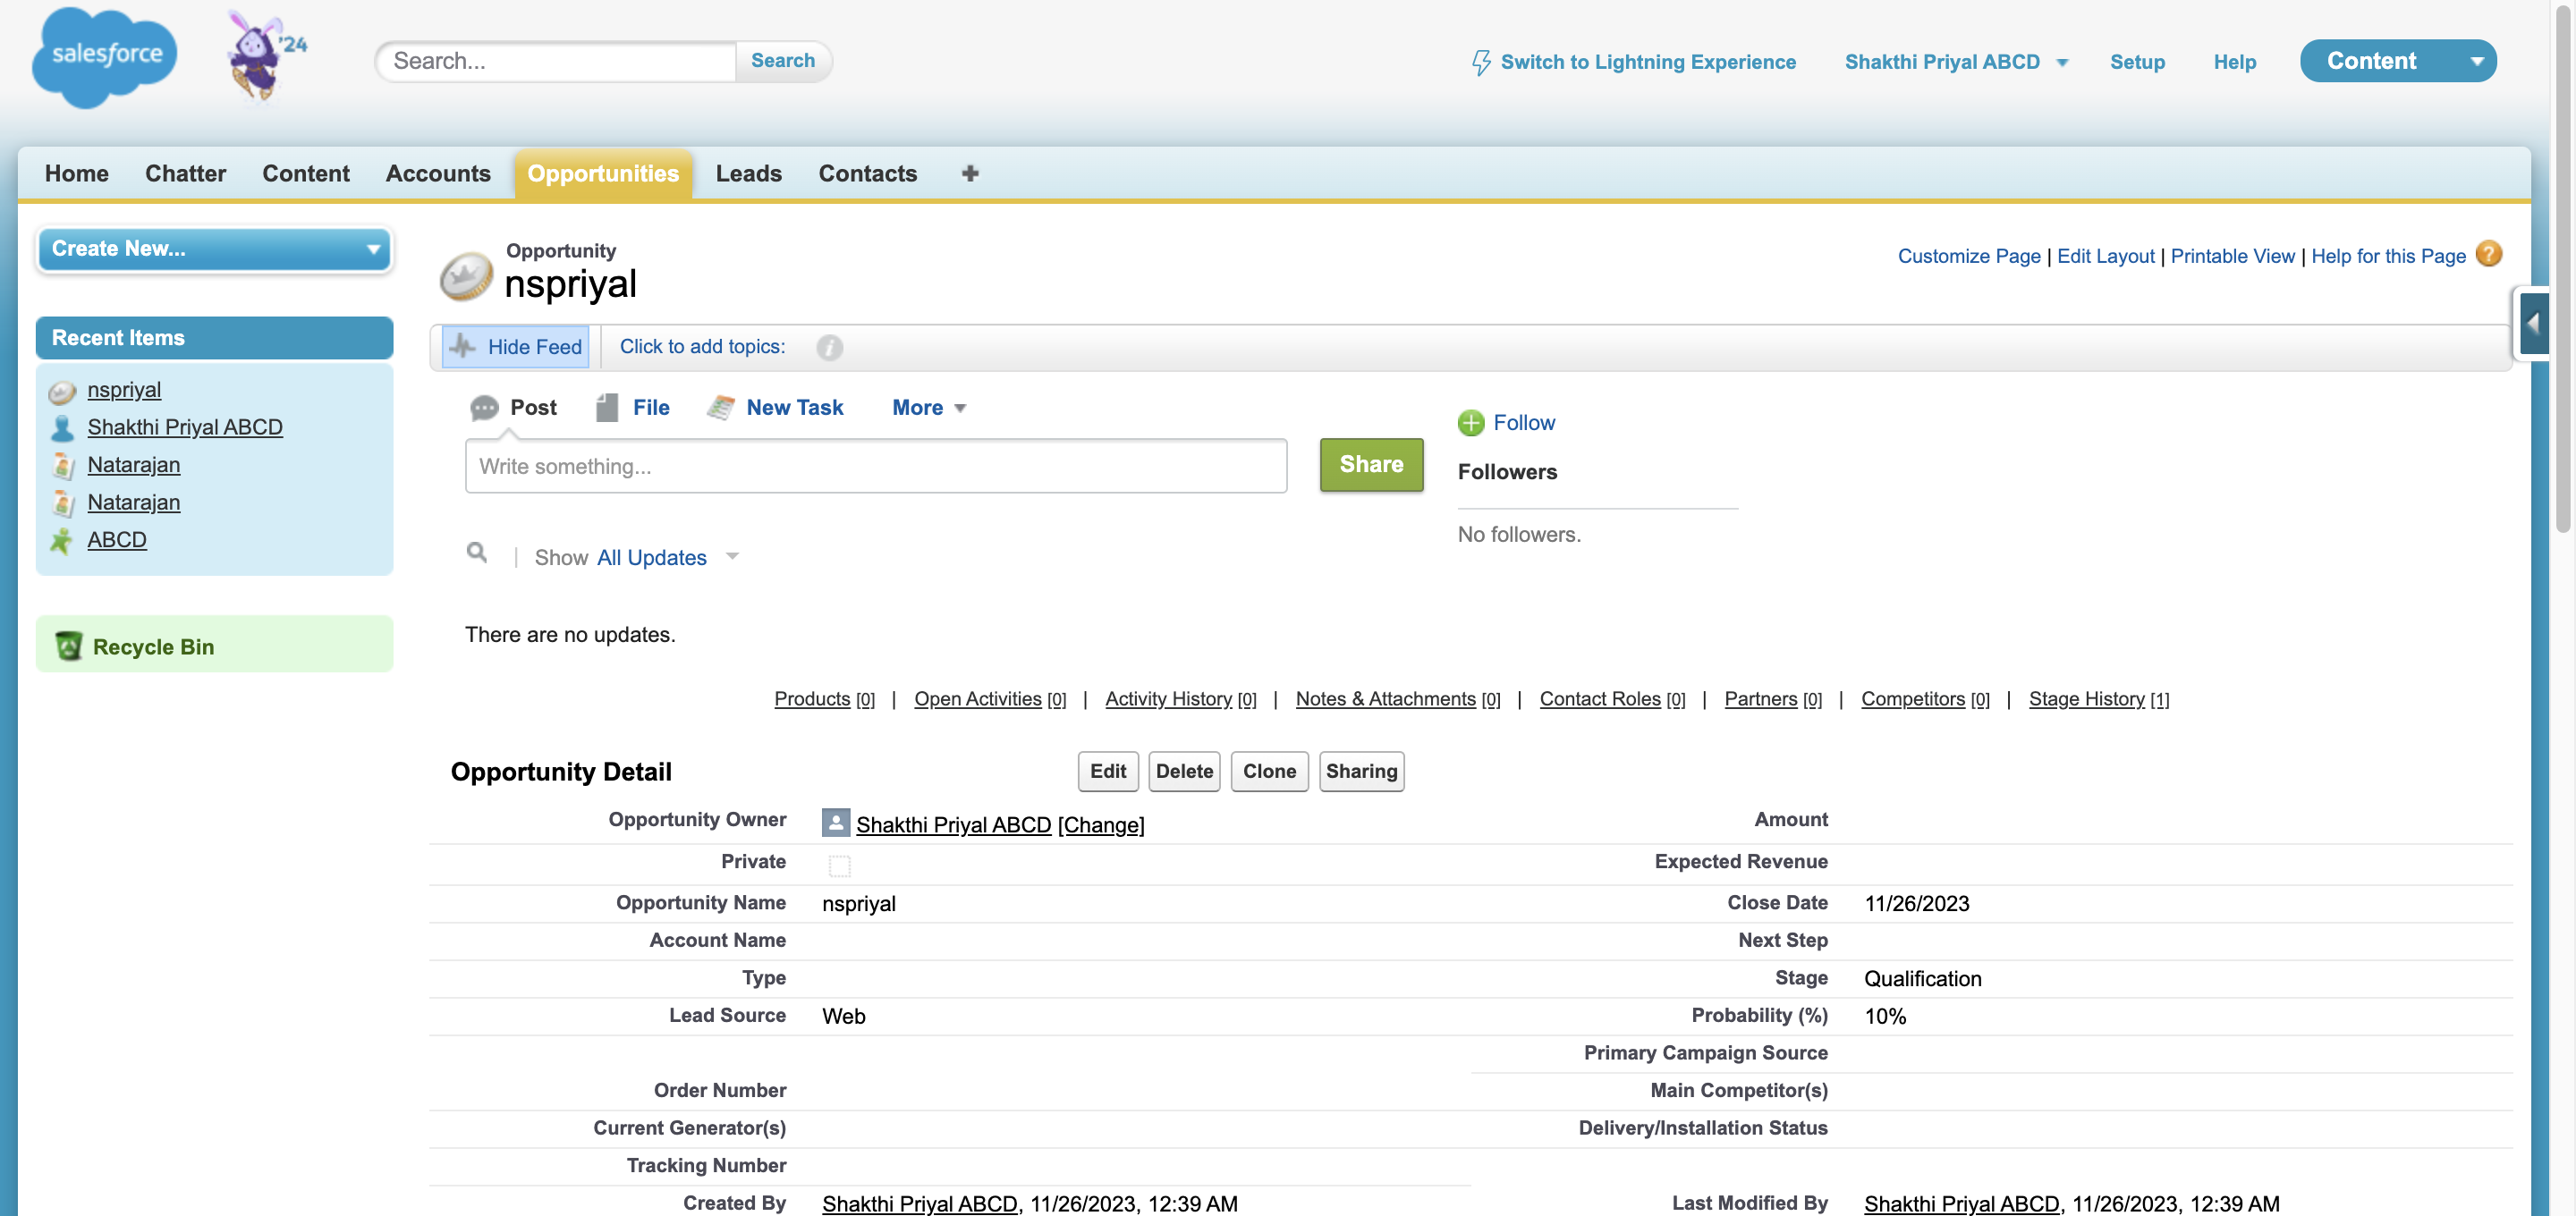 salesforce
'24
Search...
Search
Switch to Lightning Experience
Shakthi Priyal ABCD
Setup
Help
Content
Home
Chatter
Content
Accounts
Opportunities
Leads
Contacts
Create New...
Recent Items
nspriyal
Shakthi Priyal ABCD
Natarajan
Natarajan
ABCD
Recycle Bin
Opportunity
nspriyal
Customize Page | Edit Layout | Printable View | Help for this Page ?
Hide Feed
Click to add topics: i
Post
File
New Task
More
Write something...
Share
Follow
Followers
No followers.
Show All Updates
There are no updates.
Products [0] | Open Activities [0] | Activity History [0] | Notes & Attachments [0] | Contact Roles [0] | Partners [0] | Competitors [0] | Stage History [1]
Opportunity Detail
Edit
Delete
Clone
Sharing
Opportunity Owner Shakthi Priyal ABCD [Change]
Amount
Private
Expected Revenue
Opportunity Name nspriyal
Close Date 11/26/2023
Account Name
Next Step
Type
Stage Qualification
Lead Source Web
Probability (%) 10%
Primary Campaign Source
Order Number
Main Competitor(s)
Current Generator(s)
Delivery/Installation Status
Tracking Number
Created By Shakthi Priyal ABCD, 11/26/2023, 12:39 AM
Last Modified By Shakthi Priyal ABCD, 11/26/2023, 12:39 AM